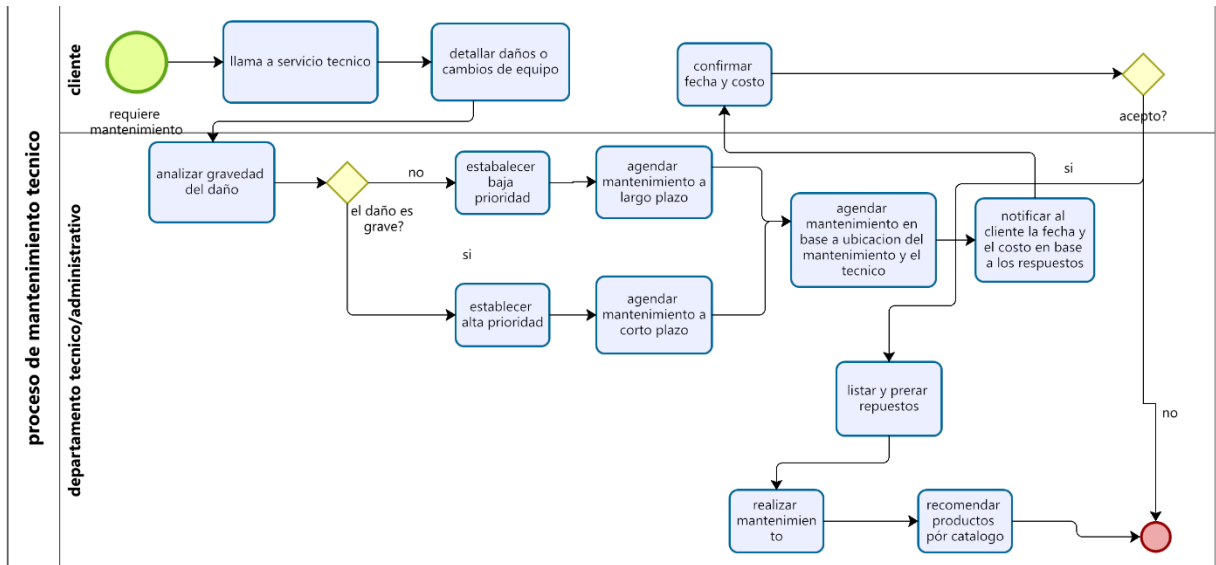 proceso de mantenimiento tecnico
cliente
requiere
mantenimiento
llama a servicio tecnico
detallar daños o
cambios de equipo
confirmar
fecha y costo
acepto?
departamento tecnico/administrativo
analizar gravedad
del daño
el daño es
grave?
no
estabalecer
baja
prioridad
agendar
mantenimiento a
largo plazo
si
establecer
alta prioridad
agendar
mantenimiento a
corto plazo
agendar
mantenimiento en
base a ubicacion del
mantenimiento y el
tecnico
notificar al
cliente la fecha y
el costo en base
a los respuestos
si
no
listar y prerar
repuestos
realizar
mantenimien
to
recomendar
productos
pór catalogo